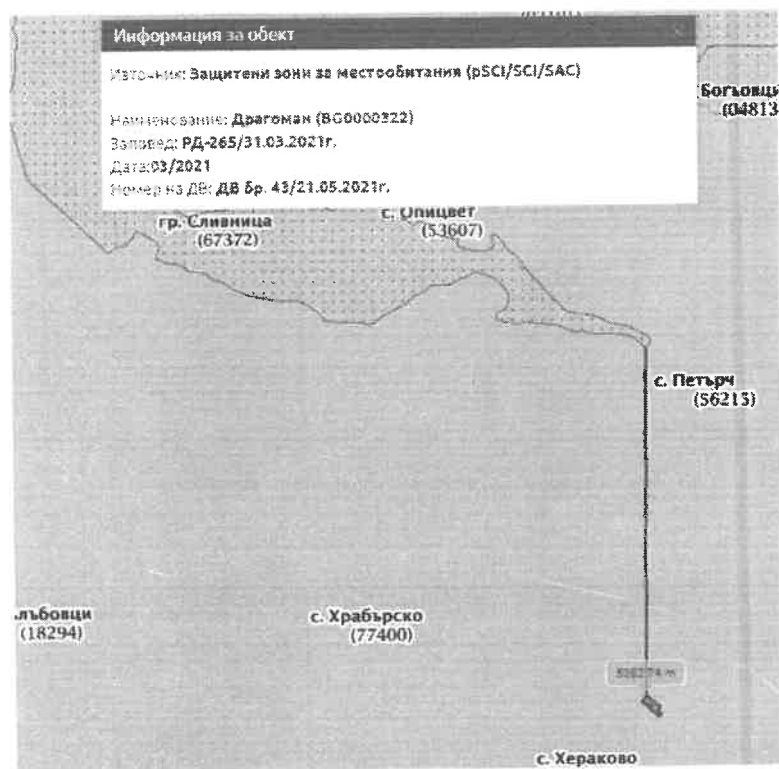 Информация за обект
Източник: Защитени зони за местообитания (pSCI/SCI/SAC)
Наименование: Драгоман (BG0000322)
Заповед: РД-265/31.03.2021г.
Дата:03/2021
Номер на ДВ: ДВ бр. 43/21.05.2021г.
Богьовци
(04813
гр. Сливница
(67372)
с. Опицвет
(53607)
с. Петърч
(56215)
.лъбовци
(18294)
с. Храбърско
(77400)
с. Хераково